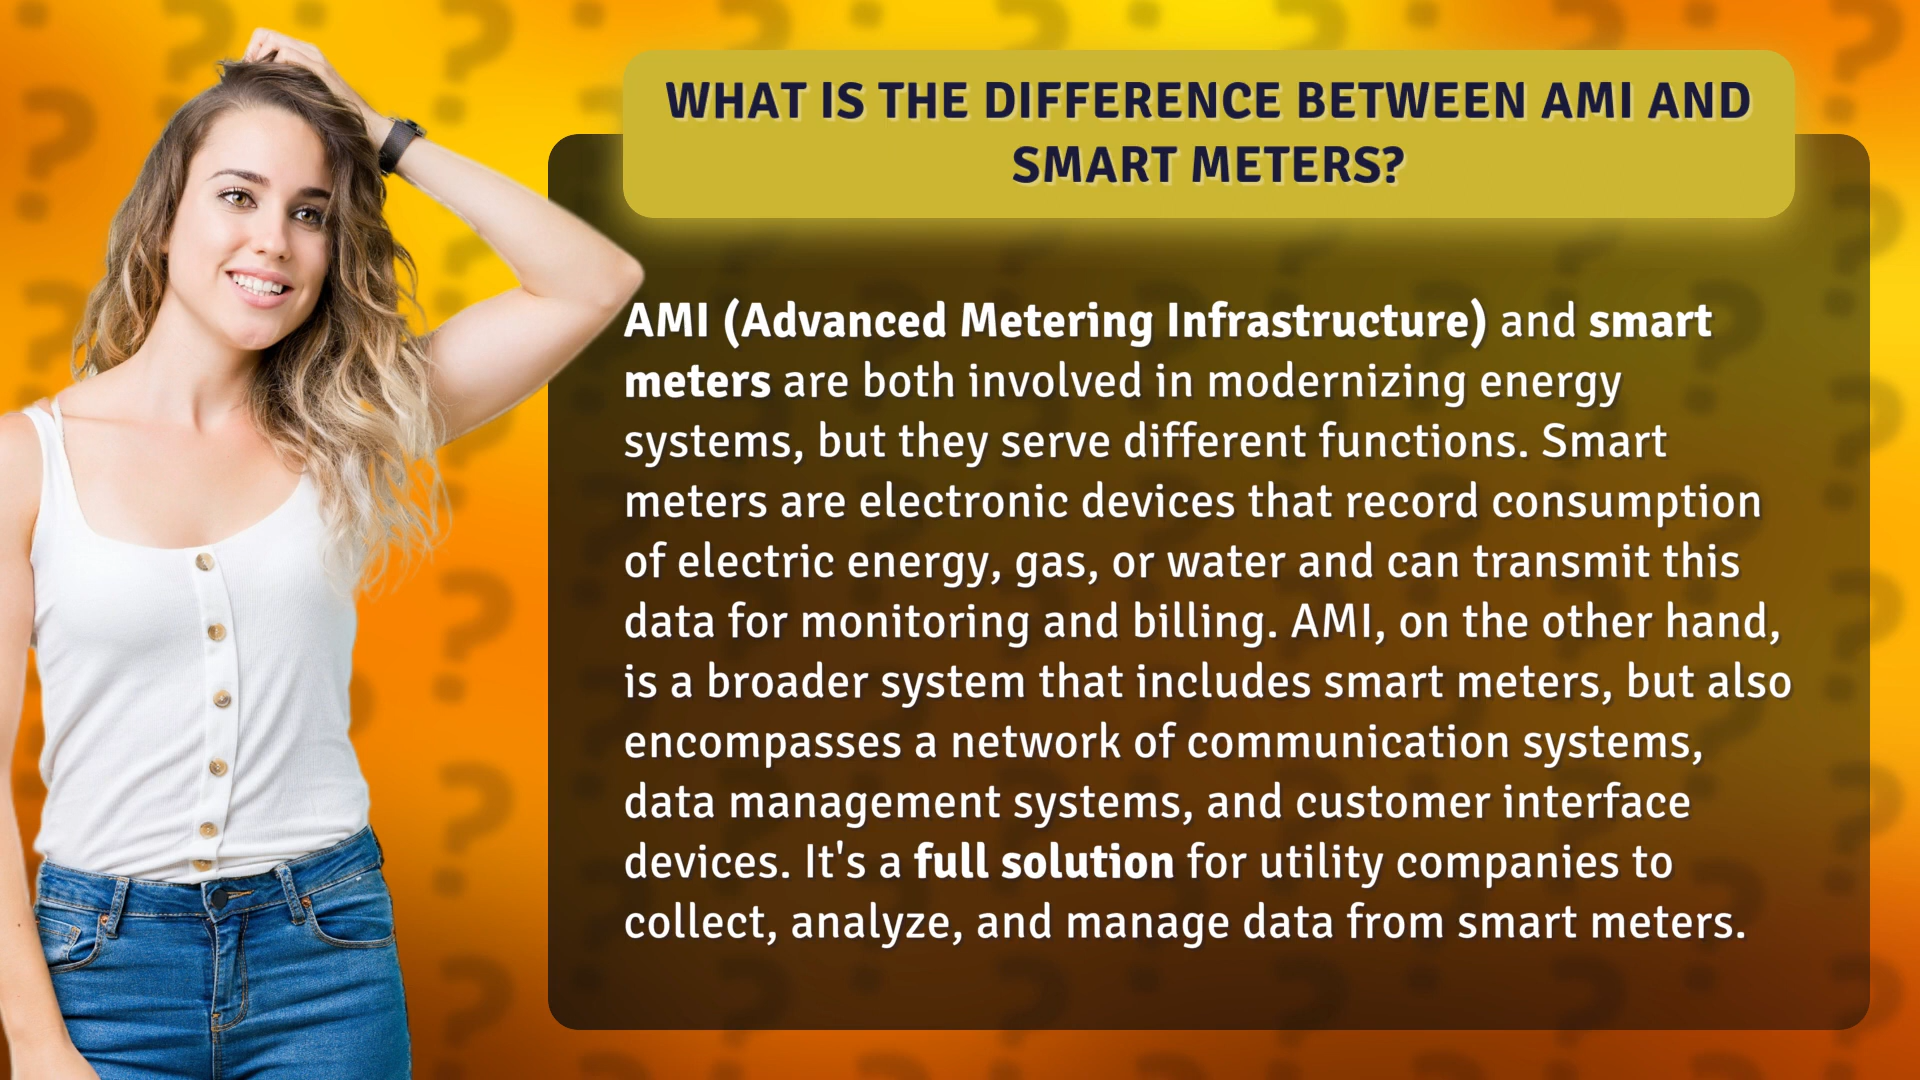 WHAT IS THE DIFFERENCE BETWEEN AMI AND
SMART METERS?
AMI (Advanced Metering Infrastructure) and smart
meters are both involved in modernizing energy
systems, but they serve different functions. Smart
meters are electronic devices that record consumption
of electric energy, gas, or water and can transmit this
data for monitoring and billing. AMI, on the other hand,
is a broader system that includes smart meters, but also
encompasses a network of communication systems,
data management systems, and customer interface
devices. It's a full solution for utility companies to
collect, analyze, and manage data from smart meters.